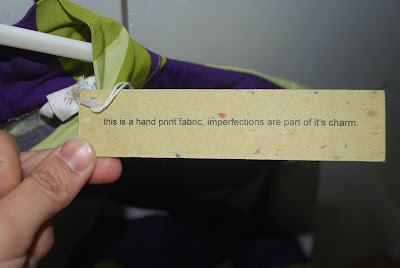 this is a hand print fabric, imperfections are part of it's charm.